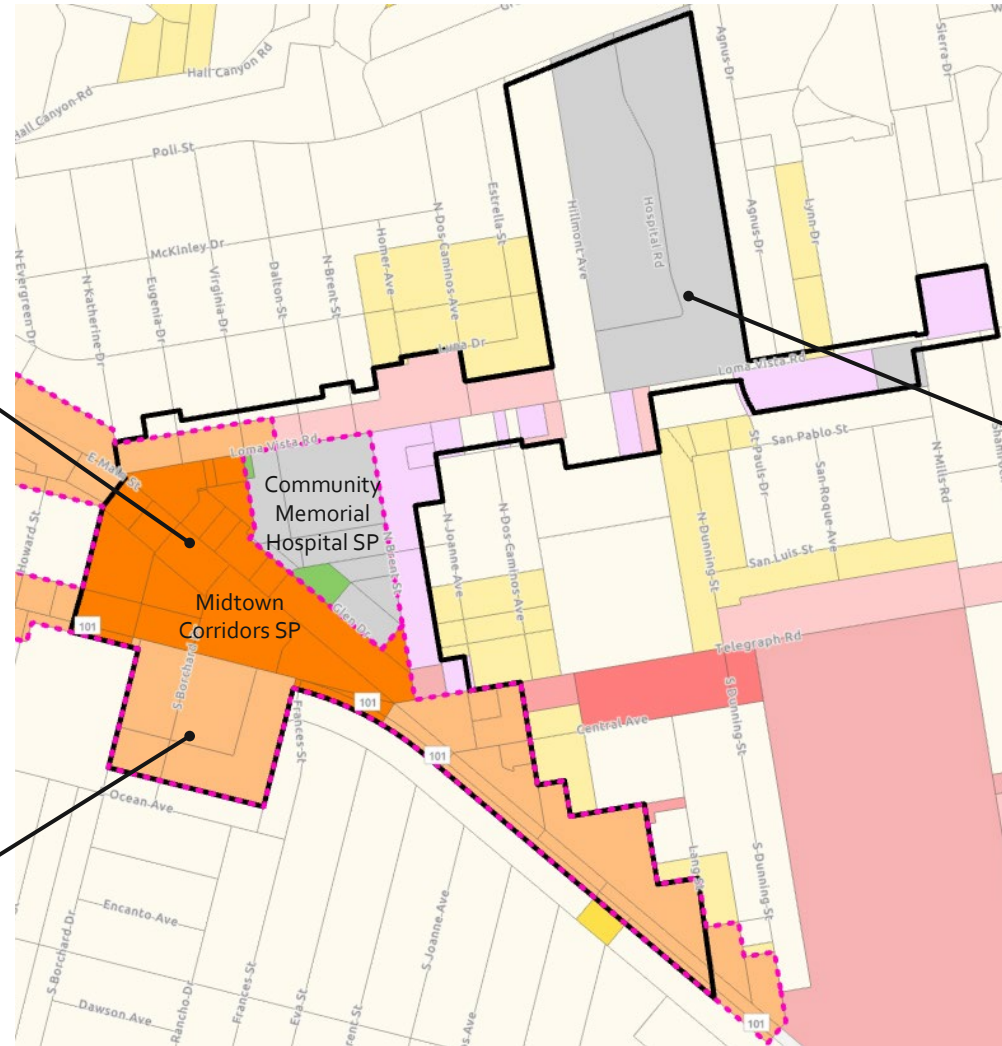 Hall Canyon Rd
Hall Canyon Rd
Poli St
Agnus Dr
Sierra Dr
McKinley Dr
N Evergreen Dr
N Katherine Dr
Eugenia Dr
Virginia Dr
Dalton St
N Brent St
Homer Ave
N Dos Caminos Ave
Estrella St
Hillmont Ave
Hospital Rd
Agnus Dr
Lynn Dr
Luna Dr
Loma Vista Rd
Loma Vista Rd
E Main St
Howard St
Community
Memorial
Hospital SP
N Brent St
N Joanne Ave
N Dos Caminos Ave
N Dunning St
St Pauls Dr
San Pablo St
San Roque Ave
N Mills Rd
San Luis St
Midtown
Corridors SP
Glen Dr
Telegraph Rd
101
S Borchard Dr
101
101
Frances St
Central Ave
S Dunning St
Ocean Ave
Encanto Ave
Lang St
S Dunning St
S Borchard Dr
Rancho Dr
Frances St
Eva St
S Joanne Ave
Dawson Ave
101